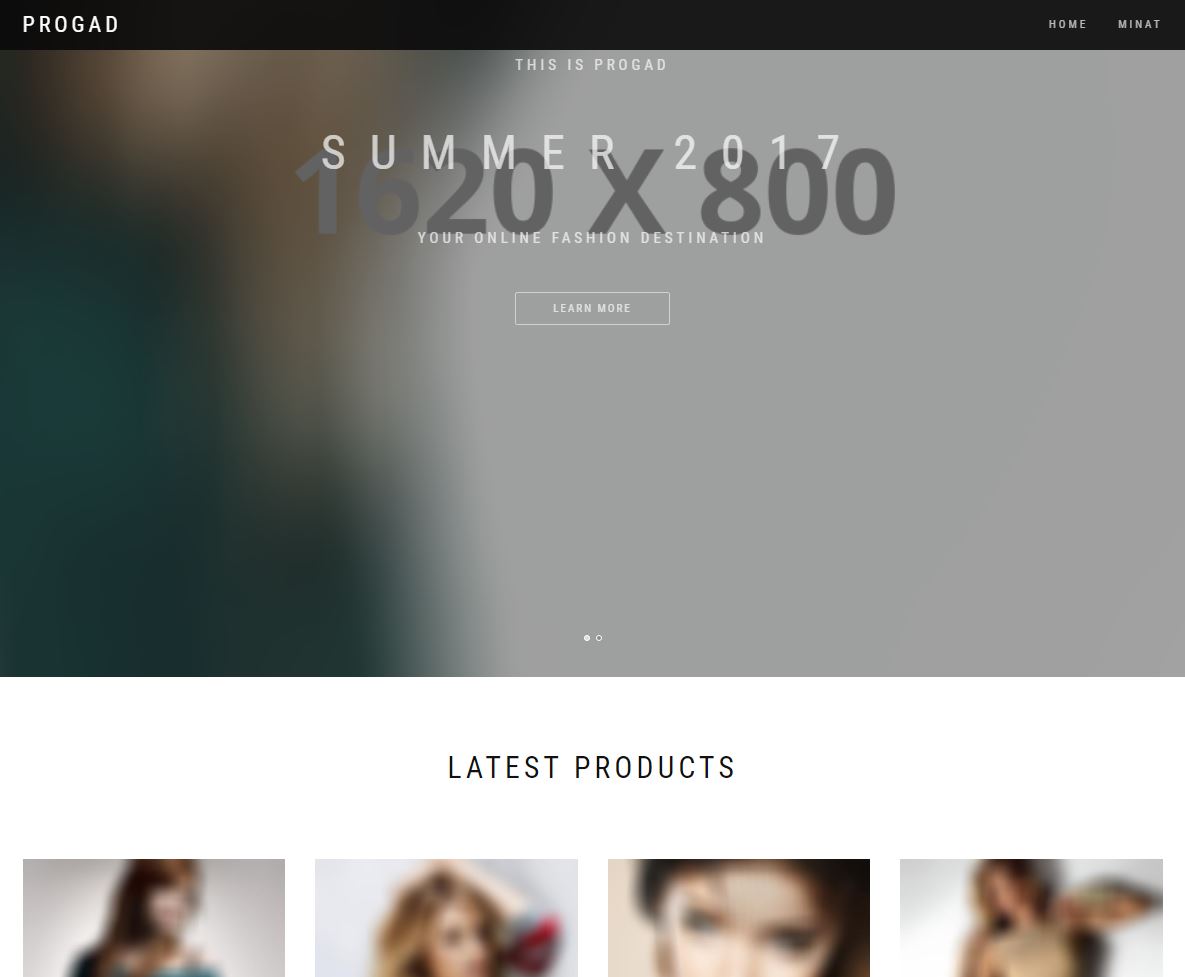 PROGAD
HOME MINAT
THIS IS PROGAD
SUMMER 2017
1620 X 800
YOUR ONLINE FASHION DESTINATION
LEARN MORE
LATEST PRODUCTS